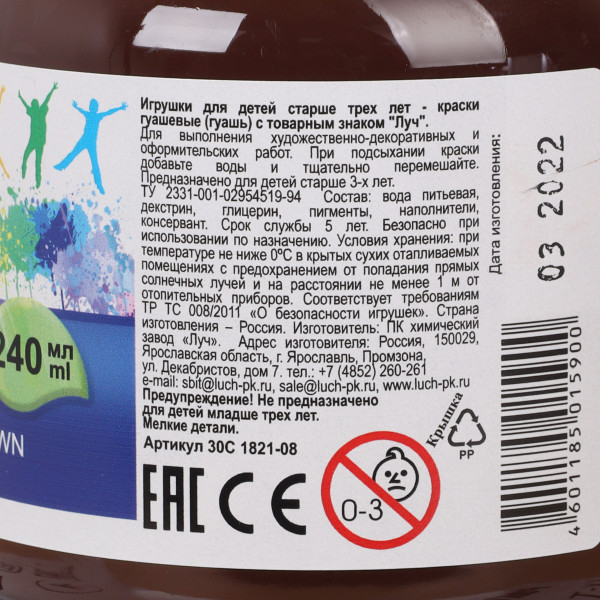 Игрушки для детей старше трех лет - краски
гуашевые (гуашь) с товарным знаком "Луч".
Для выполнения художественно-декоративных и
оформительских работ. При подсыхании краски
добавьте воды и тщательно перемешайте.
Предназначено для детей старше 3-х лет.
ТУ 2331-001-02954519-94 Состав: вода питьевая,
декстрин, глицерин, пигменты, наполнители,
консервант. Срок службы 5 лет. Безопасно при
использовании по назначению. Условия хранения: при
температуре не ниже 0ºС в крытых сухих отапливаемых
помещениях с предохранением от попадания прямых
солнечных лучей и на расстоянии не менее 1 м от
отопительных приборов. Соответствует требованиям
ТР ТС 008/2011 «О безопасности игрушек». Страна
изготовления – Россия. Изготовитель: ПК химический
завод «Луч». Адрес изготовителя: Россия, 150029,
Ярославская область, г. Ярославль, Промзона,
ул. Декабристов, дом 7. тел.: +7 (4852) 260-261
e-mail: sbit@luch-pk.ru, sale@luch-pk.ru, www.luch-pk.ru
Предупреждение! Не предназначено
для детей младше трех лет.
Мелкие детали.
Артикул 30С 1821-08
EAC CE
0-3
Крышка
PP
Дата изготовления:
03 2022
4601185015900
240 мл
ml
WN